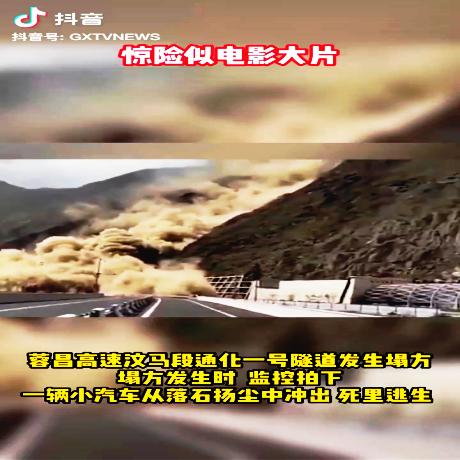 抖音
抖音号: GXTVNEWS
惊险似电影大片
蓉昌高速汶马段通化一号隧道发生塌方
塌方发生时 监控拍下
一辆小汽车从落石扬尘中冲出 死里逃生